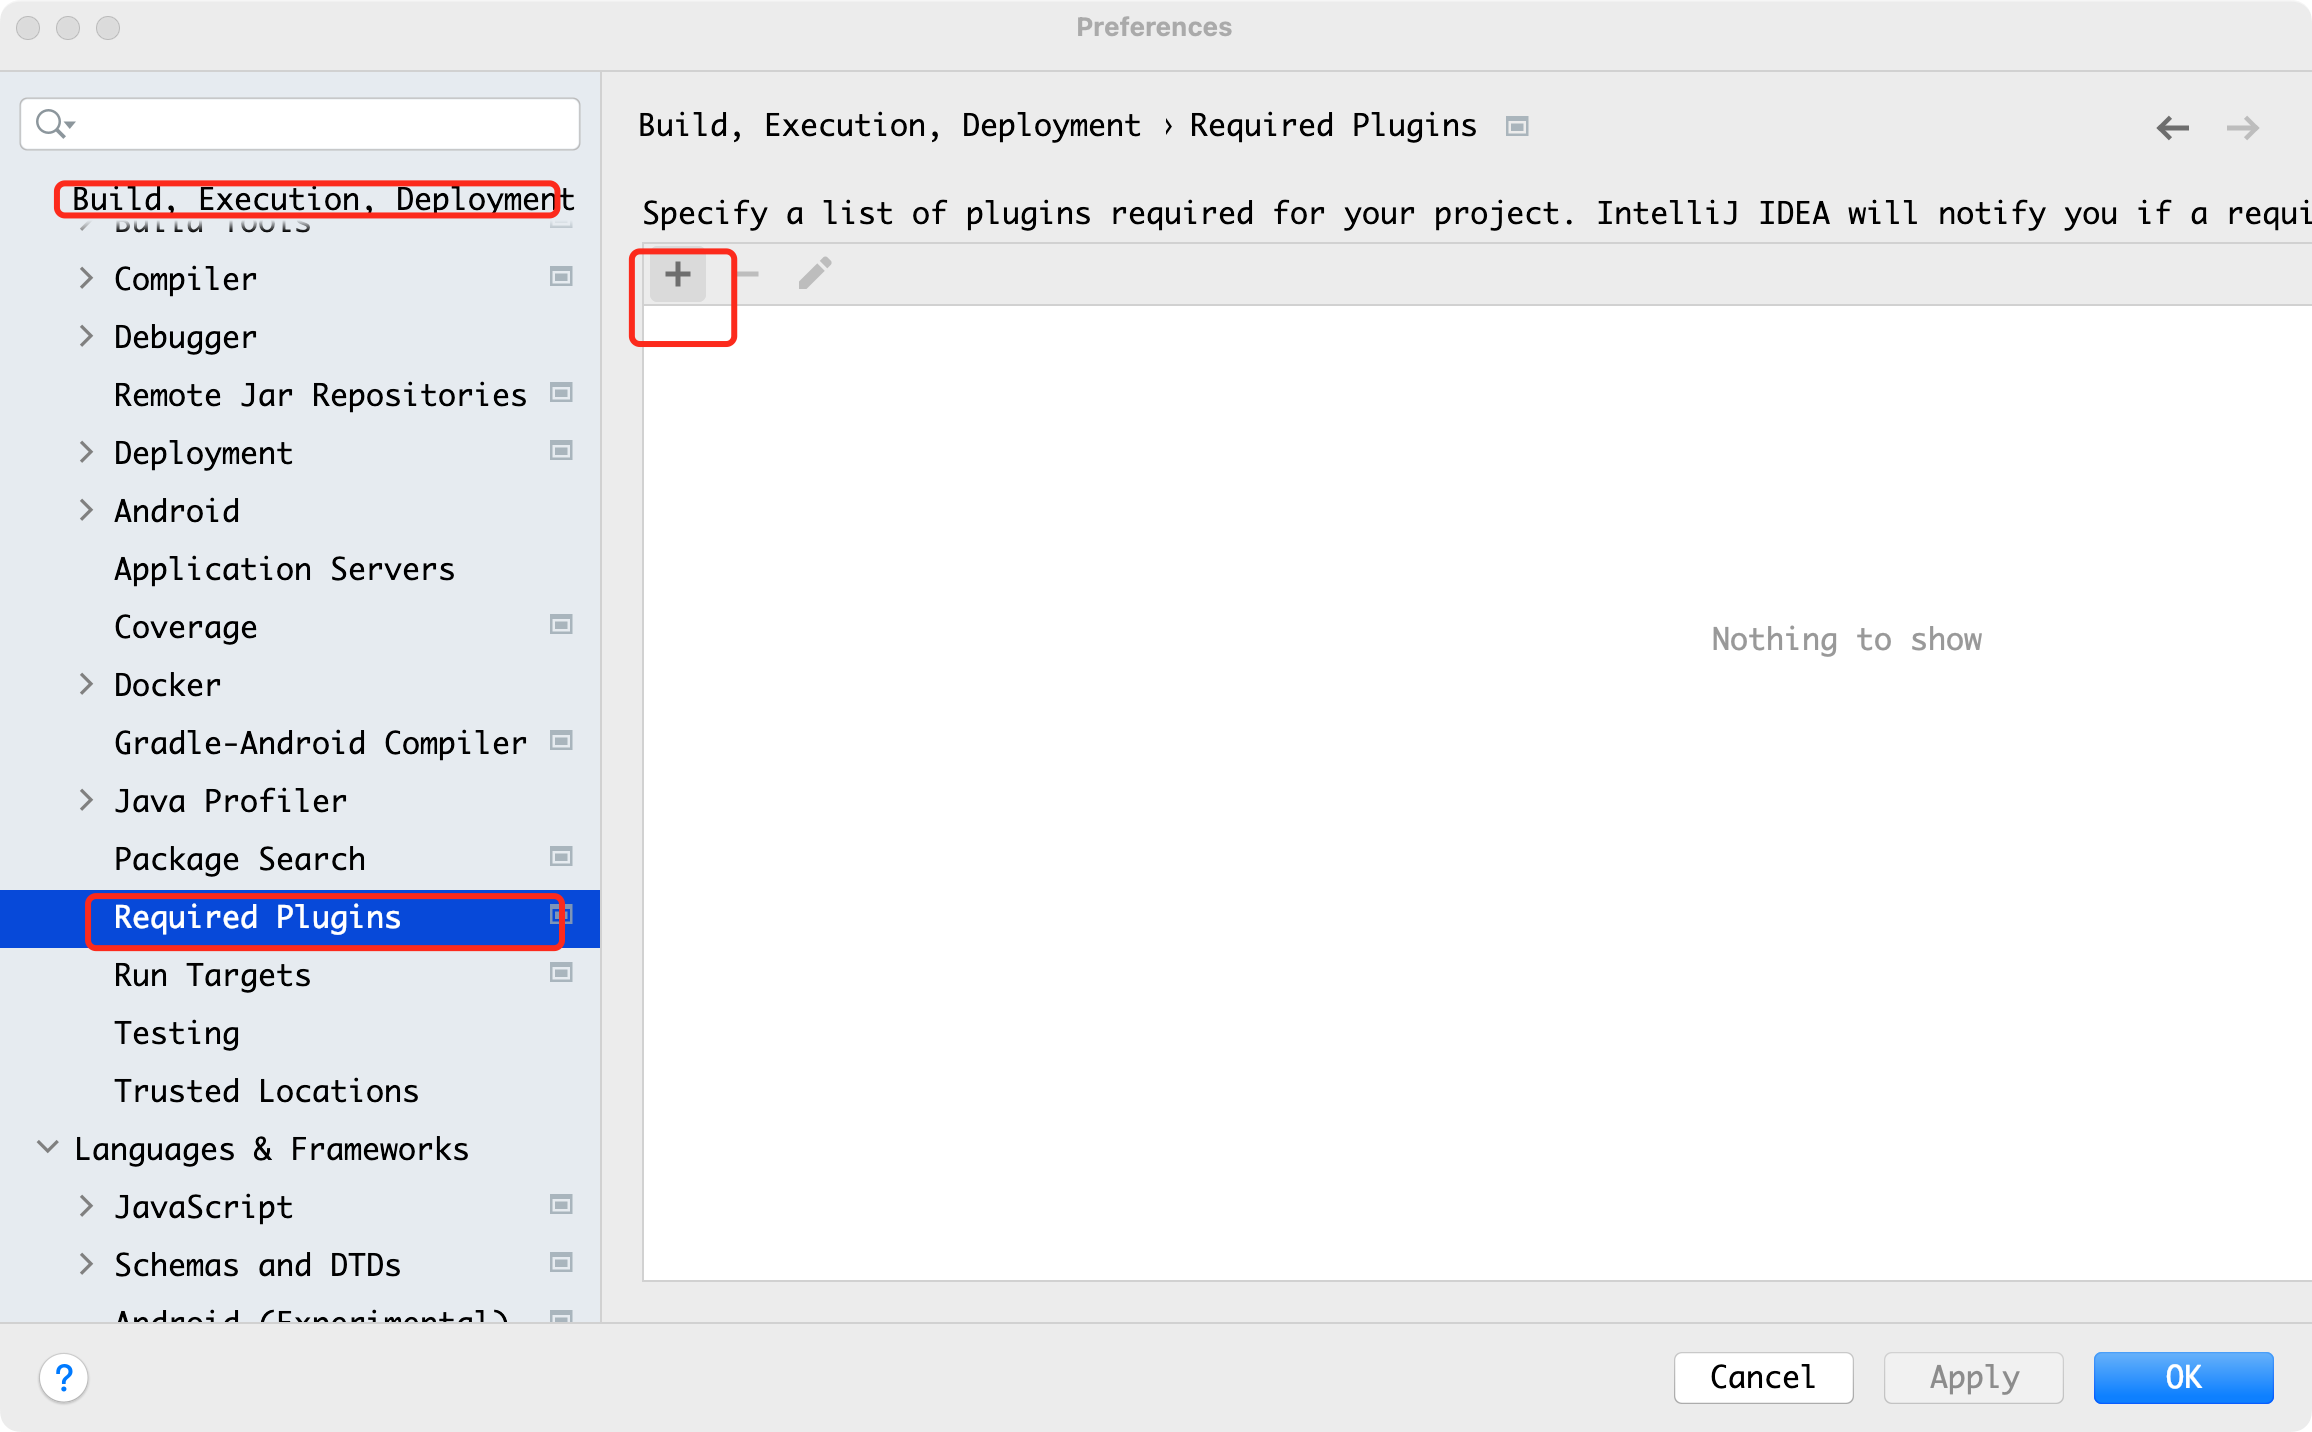 Preferences
Build, Execution, Deployment
Build Tools
Compiler
Debugger
Remote Jar Repositories
Deployment
Android
Application Servers
Coverage
Docker
Gradle-Android Compiler
Java Profiler
Package Search
Required Plugins
Run Targets
Testing
Trusted Locations
Languages & Frameworks
JavaScript
Schemas and DTDs
Android (Experimental)
Build, Execution, Deployment › Required Plugins
Specify a list of plugins required for your project. IntelliJ IDEA will notify you if a requi
Nothing to show
?
Cancel
Apply
OK